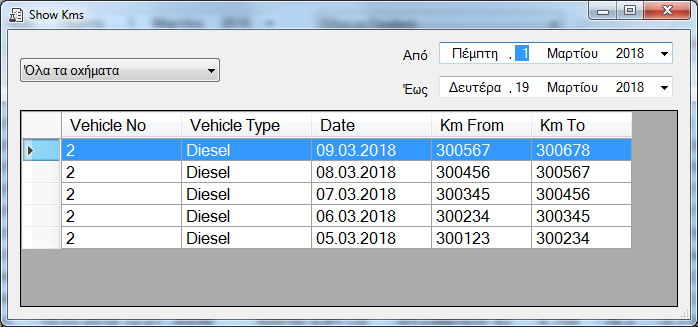 Show Kms
Από Πέμπτη , 1 Μαρτίου 2018
Όλα τα οχήματα
Έως Δευτέρα , 19 Μαρτίου 2018
Vehicle No Vehicle Type Date Km From Km To
2 Diesel 09.03.2018 300567 300678
2 Diesel 08.03.2018 300456 300567
2 Diesel 07.03.2018 300345 300456
2 Diesel 06.03.2018 300234 300345
2 Diesel 05.03.2018 300123 300234